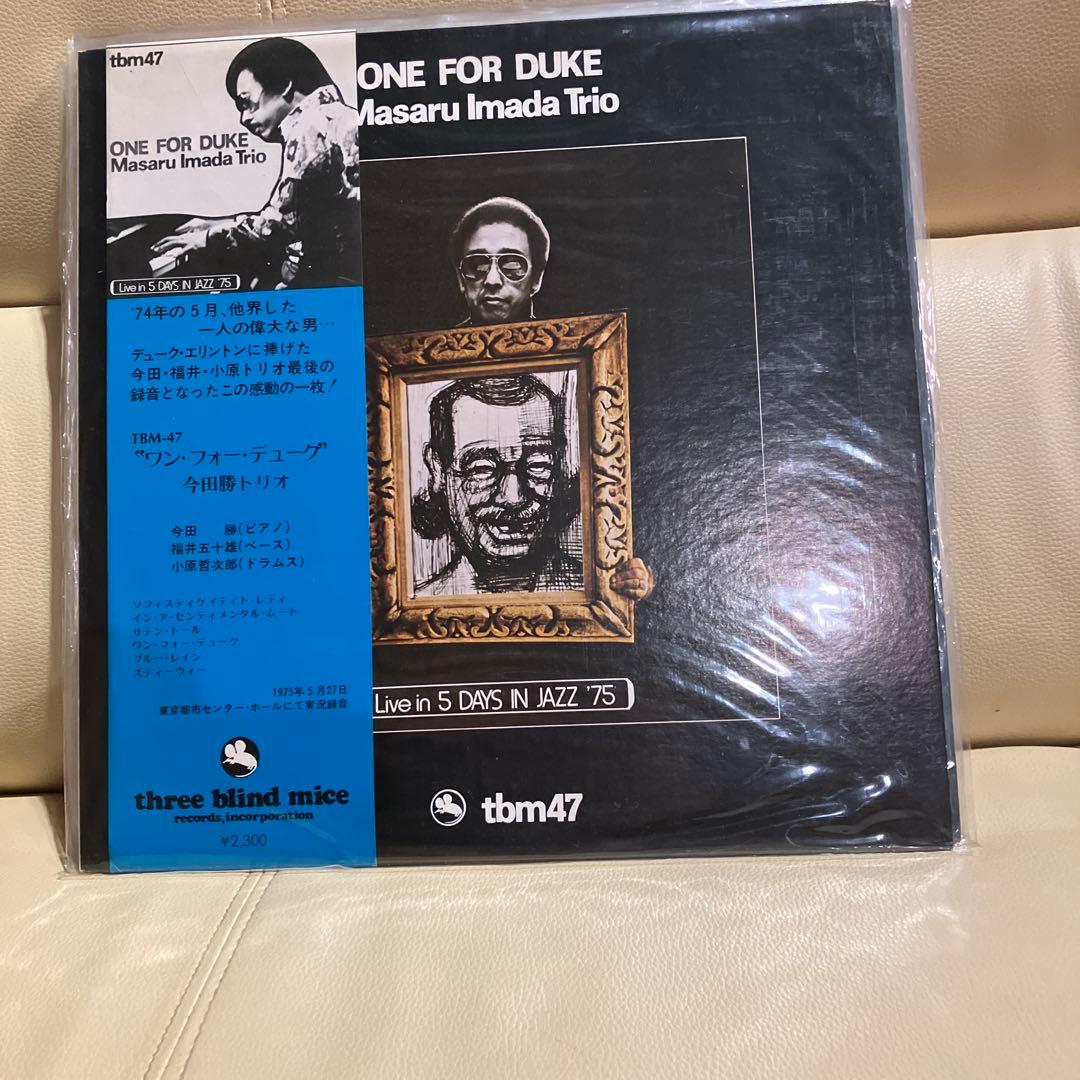 tbm47
ONE FOR DUKE
Masaru Imada Trio
Live in 5 DAYS IN JAZZ '75
'74年の5月、他界した
一人の偉大な男…
デューク・エリントンに捧げた
今田・福井・小原トリオ最後の
録音となったこの感動の一枚!
TBM-47
"ワン・フォー・デューク"
今田勝トリオ
今田 勝(ピアノ)
福井五十雄(ベース)
小原哲次郎(ドラムス)
ソフィスティケイティド・レディ
イン・ア・センティメンタル・ムード
サテン・ドール
ワン・フォー・デューク
ブルー・レイン
スティーヴィー
1975年5月27日
東京都市センター・ホールにて実況録音
three blind mice
records, incorporation
¥2,300
ONE FOR DUKE
Masaru Imada Trio
Live in 5 DAYS IN JAZZ '75
tbm47